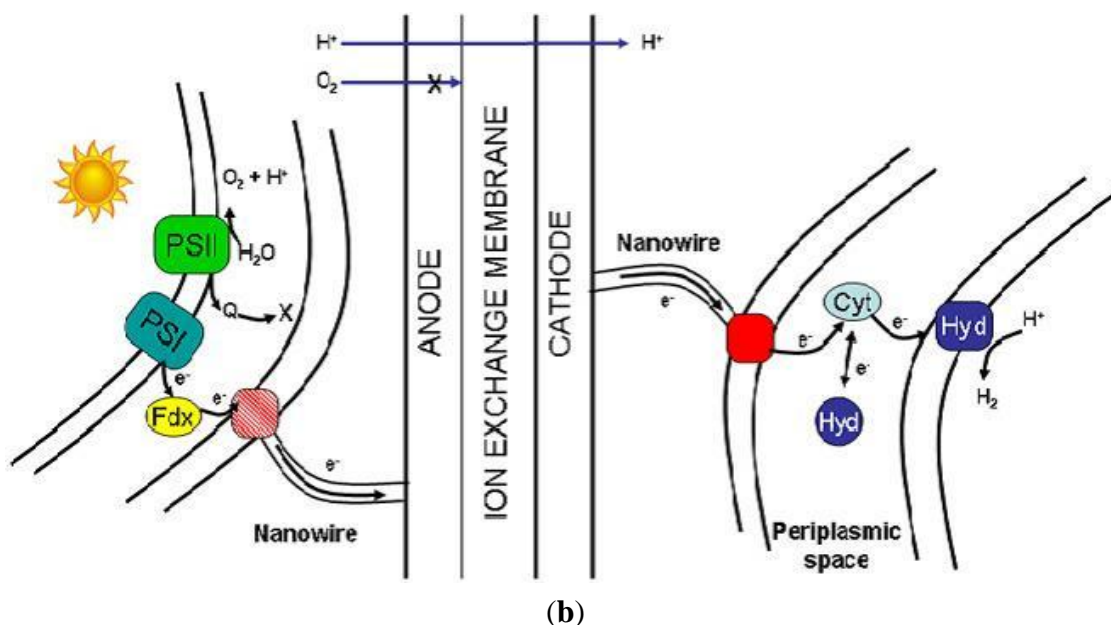 H⁺
H⁺
O₂
X
O₂ + H⁺
PSII
H₂O
Q
X
PSI
e⁻
Fdx
e⁻
e⁻
Nanowire
ANODE
ION EXCHANGE MEMBRANE
CATHODE
Nanowire
e⁻
Cyt
e⁻
e⁻
e⁻
Hyd
Hyd
H⁺
H₂
Periplasmic
space
(b)